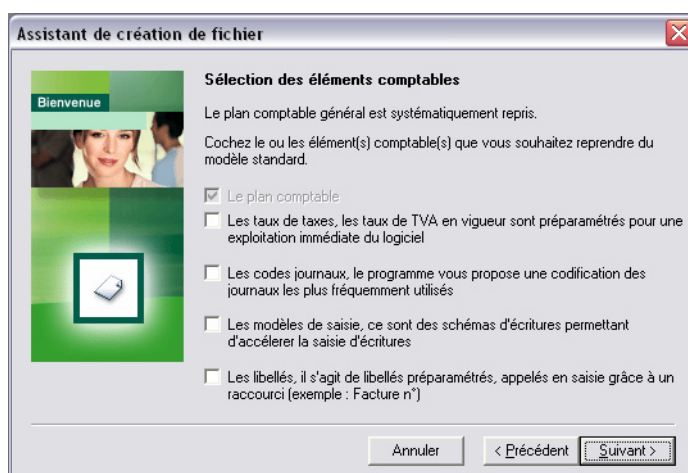 Assistant de création de fichier
Bienvenue
Sélection des éléments comptables
Le plan comptable général est systématiquement repris.
Cochez le ou les élément(s) comptable(s) que vous souhaitez reprendre du
modèle standard.
Le plan comptable
Les taux de taxes, les taux de TVA en vigueur sont préparamétrés pour une
exploitation immédiate du logiciel
Les codes journaux, le programme vous propose une codification des
journaux les plus fréquemment utilisés
Les modèles de saisie, ce sont des schémas d'écritures permettant
d'accélerer la saisie d'écritures
Les libellés, il s'agit de libellés préparamétrés, appelés en saisie grâce à un
raccourci (exemple : Facture n°)
Annuler
< Précédent
Suivant >